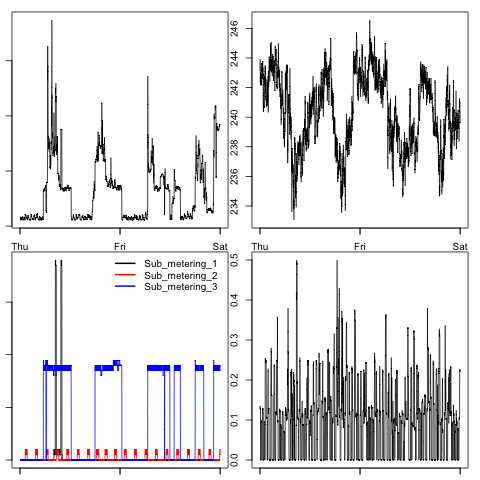 246
244
242
240
238
236
234
Thu Fri Sat
Thu Fri Sat
Sub_metering_1
Sub_metering_2
Sub_metering_3
0.5
0.4
0.3
0.2
0.1
0.0